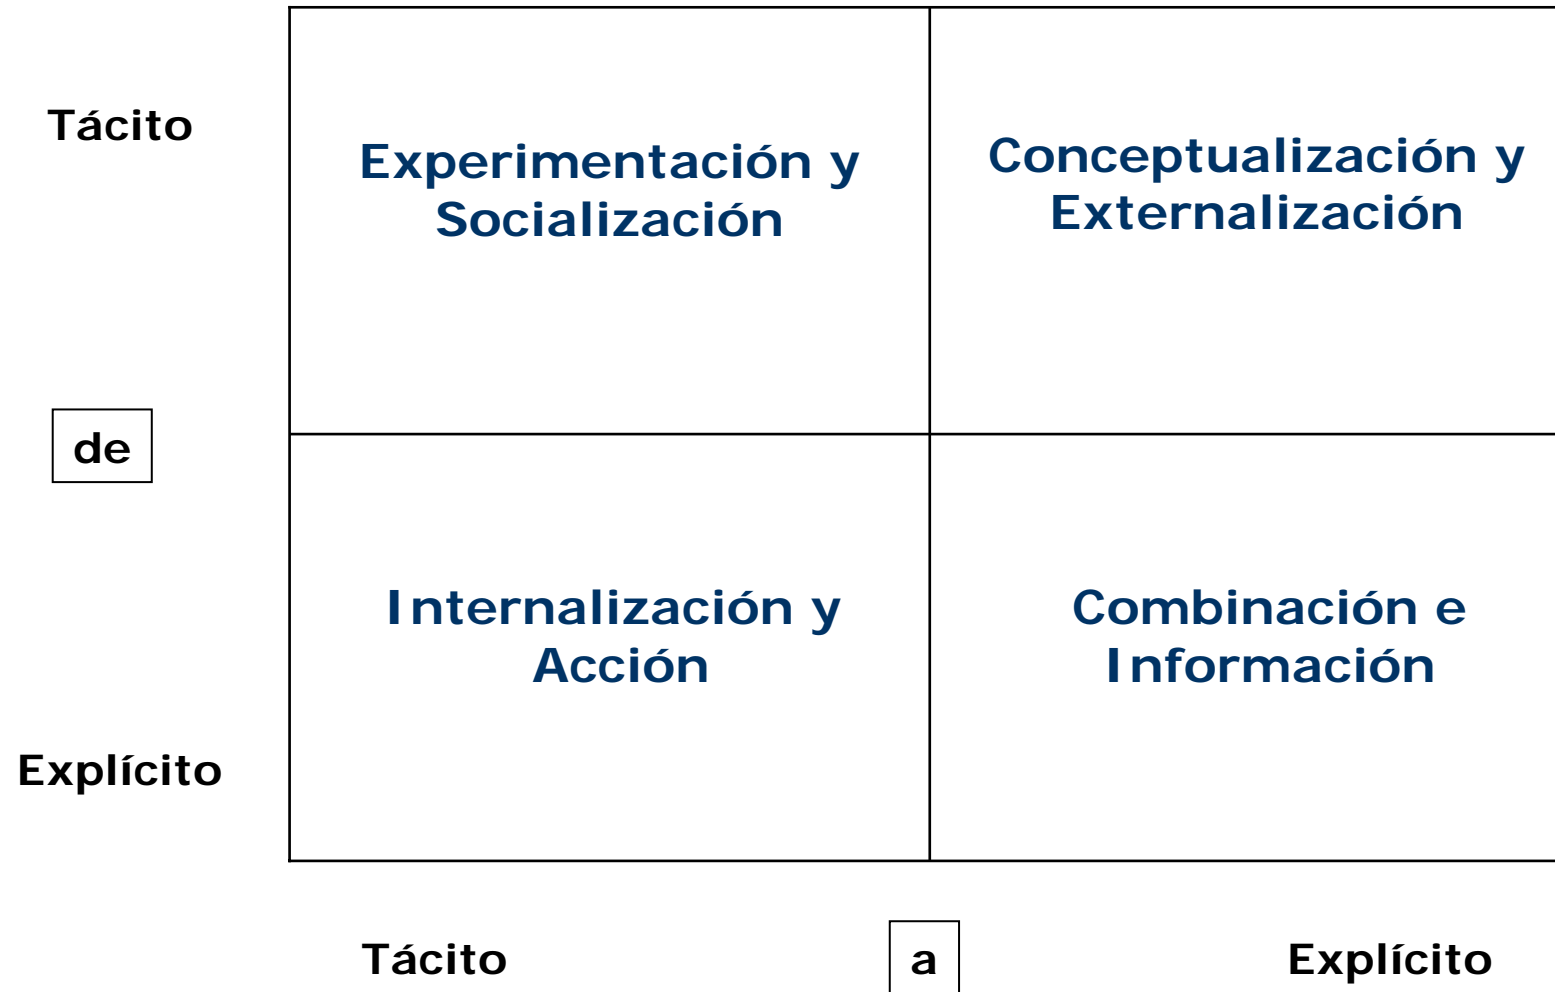 Tácito
Experimentación y
Socialización
Conceptualización y
Externalización
de
Internalización y
Acción
Combinación e
Información
Explícito
Tácito
a
Explícito